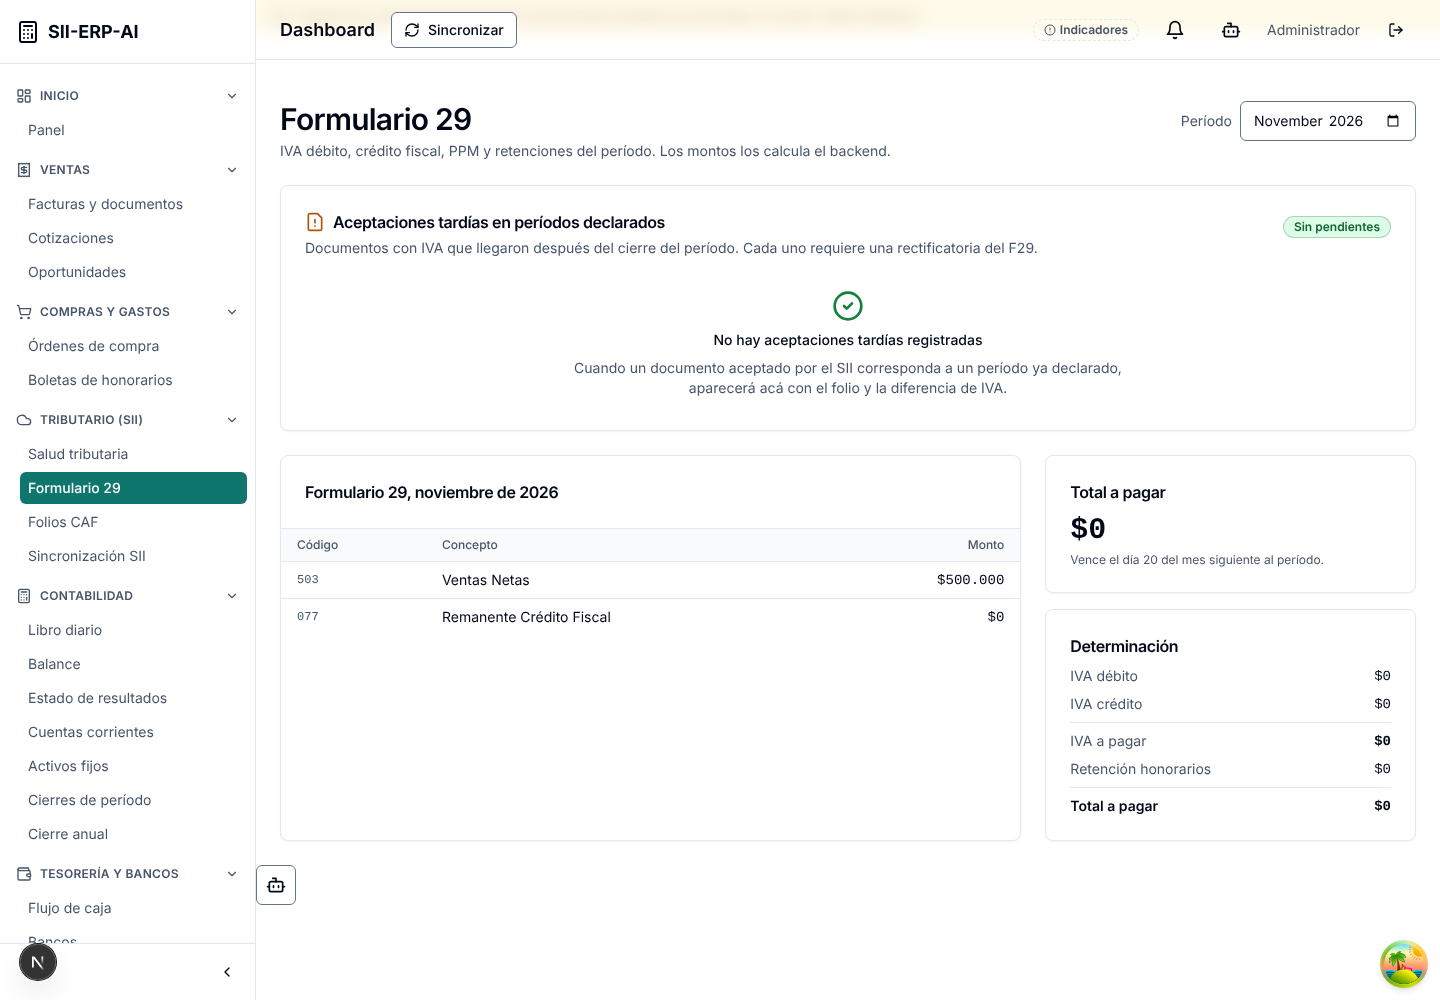 SII-ERP-AI
Dashboard
Sincronizar
Indicadores
Administrador
INICIO
Panel
VENTAS
Facturas y documentos
Cotizaciones
Oportunidades
COMPRAS Y GASTOS
Órdenes de compra
Boletas de honorarios
TRIBUTARIO (SII)
Salud tributaria
Formulario 29
Folios CAF
Sincronización SII
CONTABILIDAD
Libro diario
Balance
Estado de resultados
Cuentas corrientes
Activos fijos
Cierres de período
Cierre anual
TESORERÍA Y BANCOS
Flujo de caja
Bancos
N
Formulario 29
IVA débito, crédito fiscal, PPM y retenciones del período. Los montos los calcula el backend.
Período
November 2026
Aceptaciones tardías en períodos declarados
Sin pendientes
Documentos con IVA que llegaron después del cierre del período. Cada uno requiere una rectificatoria del F29.
No hay aceptaciones tardías registradas
Cuando un documento aceptado por el SII corresponda a un período ya declarado,
aparecerá acá con el folio y la diferencia de IVA.
Formulario 29, noviembre de 2026
Código Concepto Monto
503 Ventas Netas $500.000
077 Remanente Crédito Fiscal $0
Total a pagar
$0
Vence el día 20 del mes siguiente al período.
Determinación
IVA débito $0
IVA crédito $0
IVA a pagar $0
Retención honorarios $0
Total a pagar $0